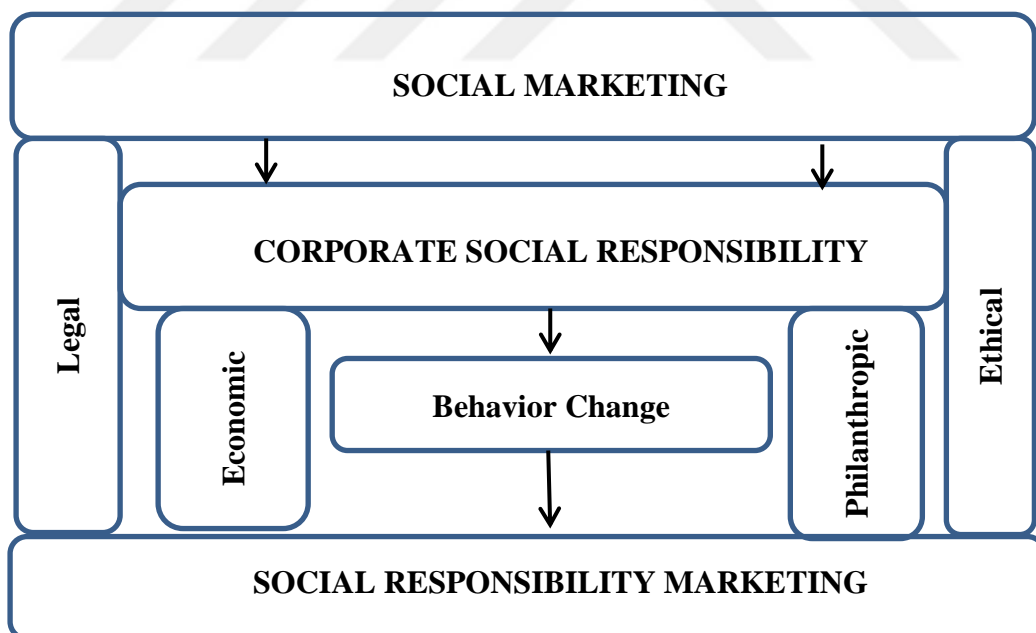 SOCIAL MARKETING
CORPORATE SOCIAL RESPONSIBILITY
Legal
Economic
Behavior Change
Philanthropic
Ethical
SOCIAL RESPONSIBILITY MARKETING